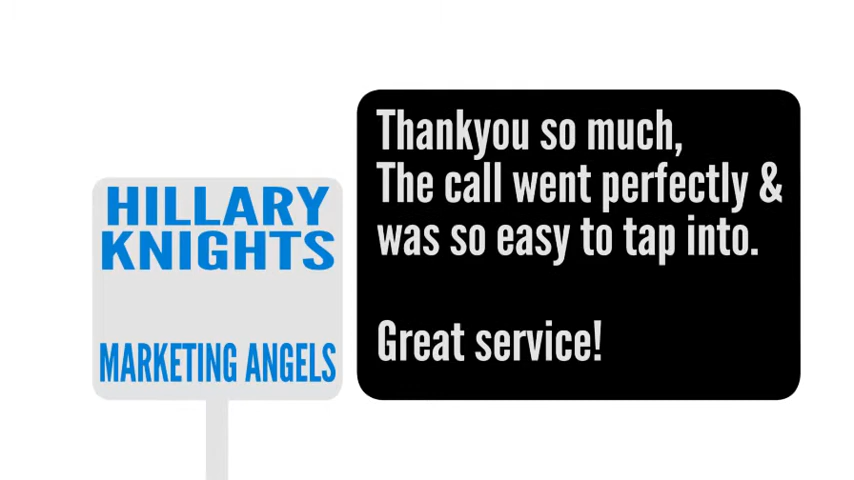 HILLARY
KNIGHTS
MARKETING ANGELS
Thankyou so much,
The call went perfectly &
was so easy to tap into.
Great service!